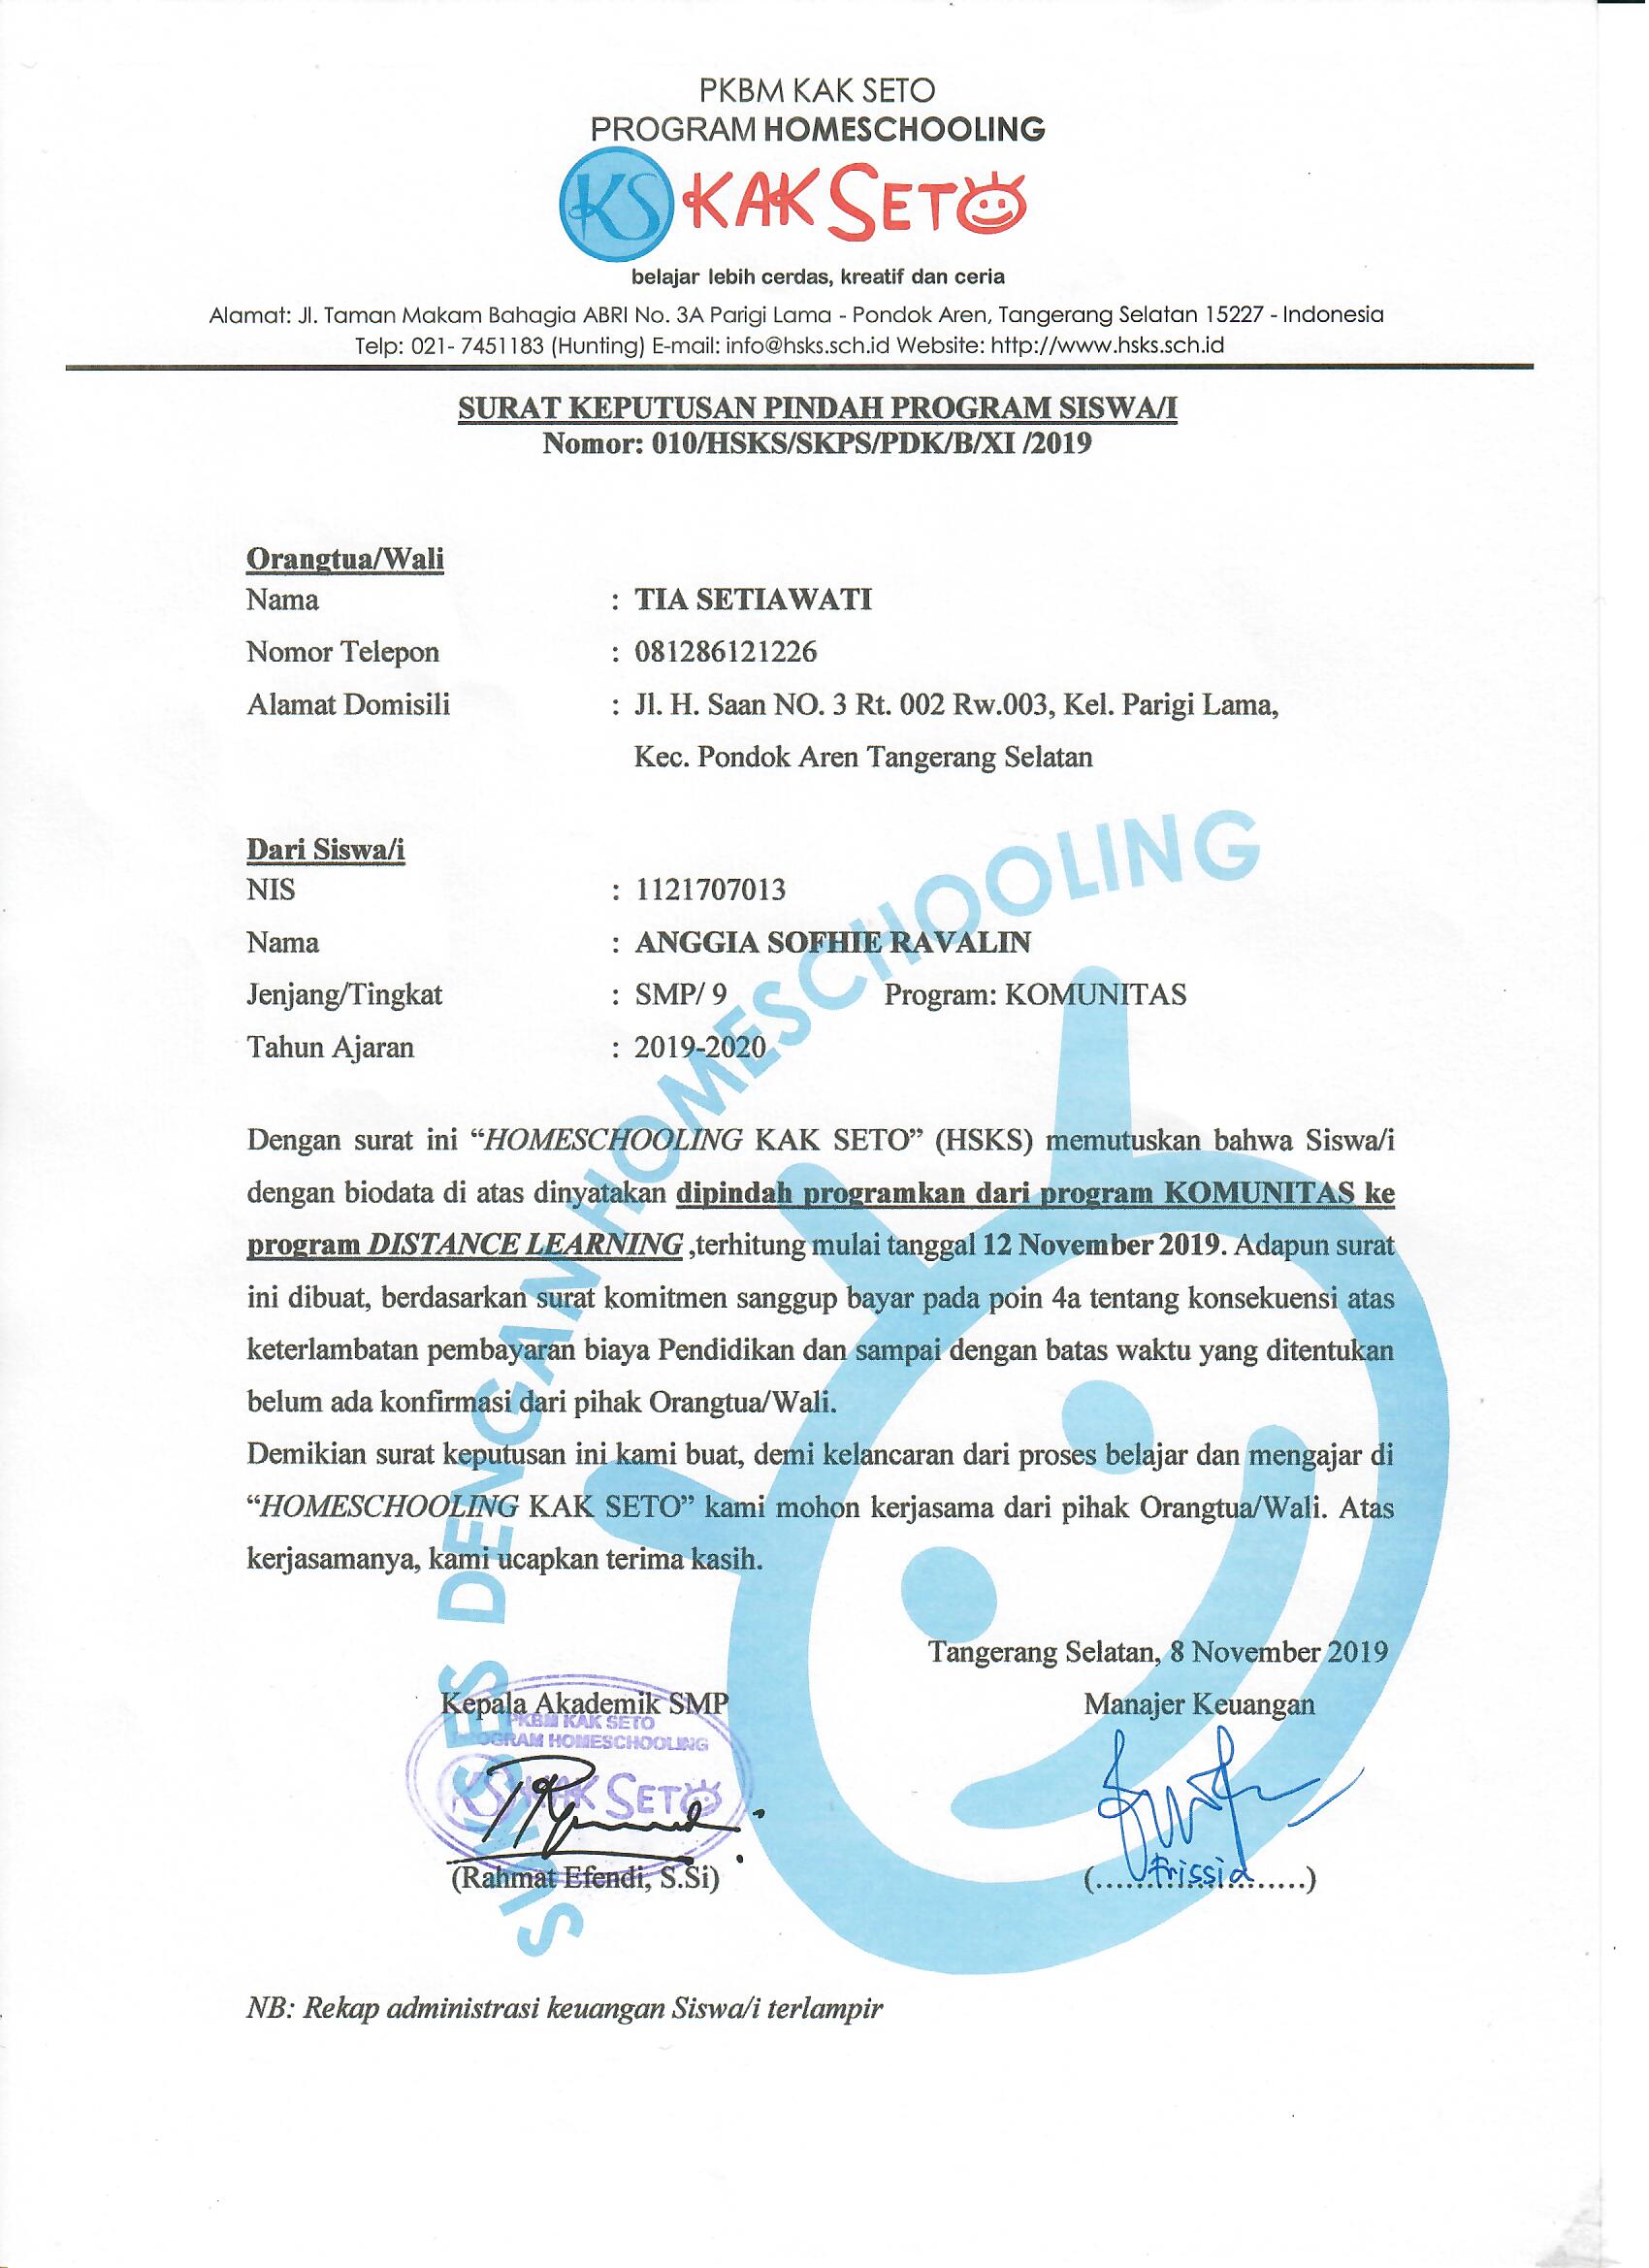 PKBM KAK SETO
PROGRAM HOMESCHOOLING
KS KAK SETO
belajar lebih cerdas, kreatif dan ceria
Alamat: Jl. Taman Makam Bahagia ABRI No. 3A Parigi Lama - Pondok Aren, Tangerang Selatan 15227 - Indonesia
Telp: 021- 7451183 (Hunting) E-mail: info@hsks.sch.id Website: http://www.hsks.sch.id
SURAT KEPUTUSAN PINDAH PROGRAM SISWA/I
Nomor: 010/HSKS/SKPS/PDK/B/XI /2019
Orangtua/Wali
Nama : TIA SETIAWATI
Nomor Telepon : 081286121226
Alamat Domisili : Jl. H. Saan NO. 3 Rt. 002 Rw.003, Kel. Parigi Lama,
Kec. Pondok Aren Tangerang Selatan
Dari Siswa/i
NIS : 1121707013
Nama : ANGGIA SOFHIE RAVALIN
Jenjang/Tingkat : SMP/ 9 Program: KOMUNITAS
Tahun Ajaran : 2019-2020
Dengan surat ini “HOMESCHOOLING KAK SETO” (HSKS) memutuskan bahwa Siswa/i
dengan biodata di atas dinyatakan dipindah programkan dari program KOMUNITAS ke
program DISTANCE LEARNING ,terhitung mulai tanggal 12 November 2019. Adapun surat
ini dibuat, berdasarkan surat komitmen sanggup bayar pada poin 4a tentang konsekuensi atas
keterlambatan pembayaran biaya Pendidikan dan sampai dengan batas waktu yang ditentukan
belum ada konfirmasi dari pihak Orangtua/Wali.
Demikian surat keputusan ini kami buat, demi kelancaran dari proses belajar dan mengajar di
“HOMESCHOOLING KAK SETO” kami mohon kerjasama dari pihak Orangtua/Wali. Atas
kerjasamanya, kami ucapkan terima kasih.
SUKSES DENGAN HOMESCHOOLING
Tangerang Selatan, 8 November 2019
Kepala Akademik SMP Manajer Keuangan
PKBM KAK SETO
PROGRAM HOMESCHOOLING
KS KAK SETO
(Rahmat Efendi, S.Si) (......Frissia......)
NB: Rekap administrasi keuangan Siswa/i terlampir